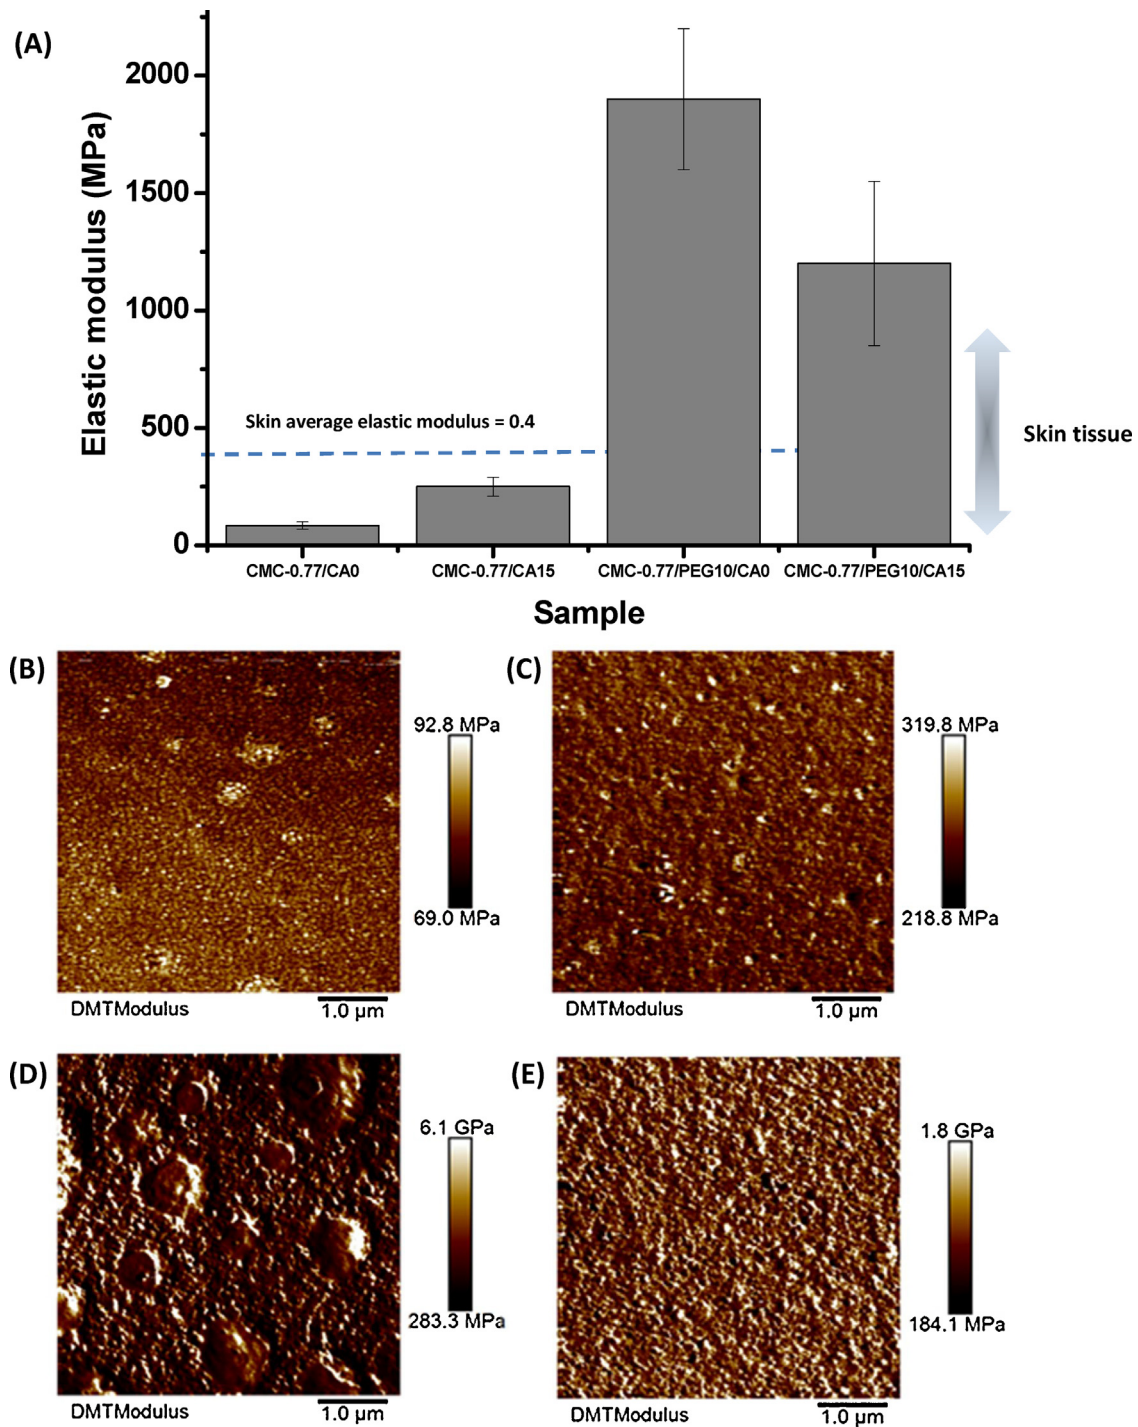 (A)
Elastic modulus (MPa)
2000
1500
1000
500
0
Skin average elastic modulus = 0.4
Skin tissue
CMC-0.77/CA0
CMC-0.77/CA15
CMC-0.77/PEG10/CA0
CMC-0.77/PEG10/CA15
Sample
(B)
92.8 MPa
69.0 MPa
DMTModulus
1.0 µm
(C)
319.8 MPa
218.8 MPa
DMTModulus
1.0 µm
(D)
6.1 GPa
283.3 MPa
DMTModulus
1.0 µm
(E)
1.8 GPa
184.1 MPa
DMTModulus
1.0 µm